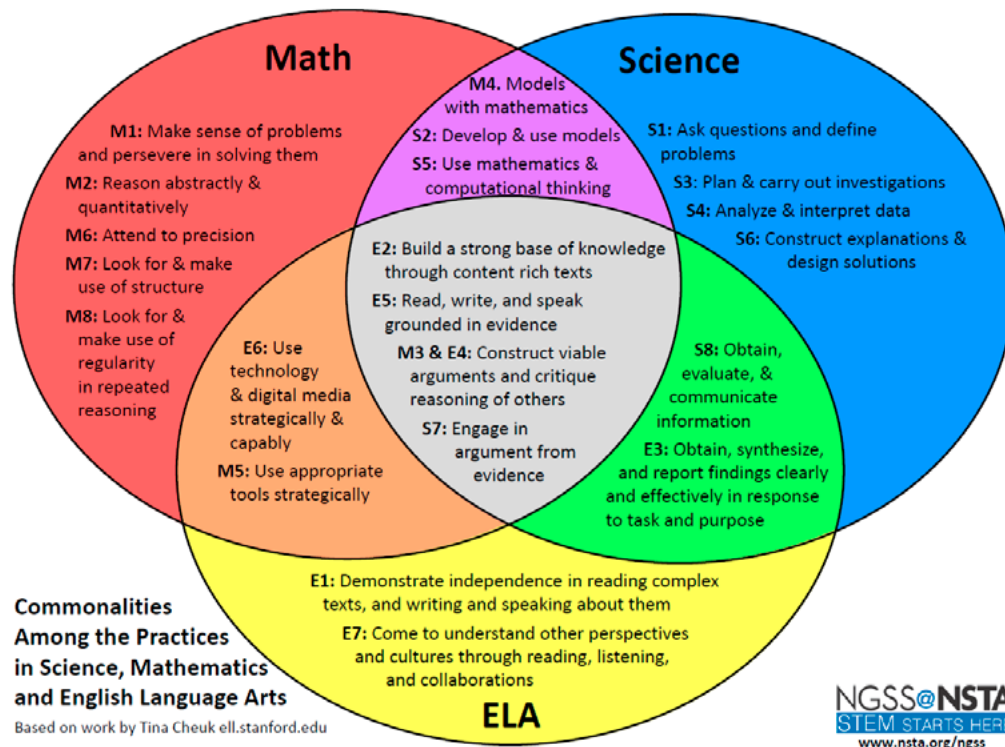 Math
Science
M4. Models
with mathematics
S2: Develop & use models
S5: Use mathematics &
computational thinking
M1: Make sense of problems
and persevere in solving them
M2: Reason abstractly &
quantitatively
M6: Attend to precision
M7: Look for & make
use of structure
M8: Look for &
make use of
regularity
in repeated
reasoning
S1: Ask questions and define
problems
S3: Plan & carry out investigations
S4: Analyze & interpret data
S6: Construct explanations &
design solutions
E2: Build a strong base of knowledge
through content rich texts
E5: Read, write, and speak
grounded in evidence
M3 & E4: Construct viable
arguments and critique
reasoning of others
S7: Engage in
argument from
evidence
E6: Use
technology
& digital media
strategically &
capably
M5: Use appropriate
tools strategically
S8: Obtain,
evaluate, &
communicate
information
E3: Obtain, synthesize,
and report findings clearly
and effectively in response
to task and purpose
E1: Demonstrate independence in reading complex
texts, and writing and speaking about them
E7: Come to understand other perspectives
and cultures through reading, listening,
and collaborations
ELA
Commonalities
Among the Practices
in Science, Mathematics
and English Language Arts
Based on work by Tina Cheuk ell.stanford.edu
NGSS@NSTA
STEM STARTS HERE
www.nsta.org/ngss